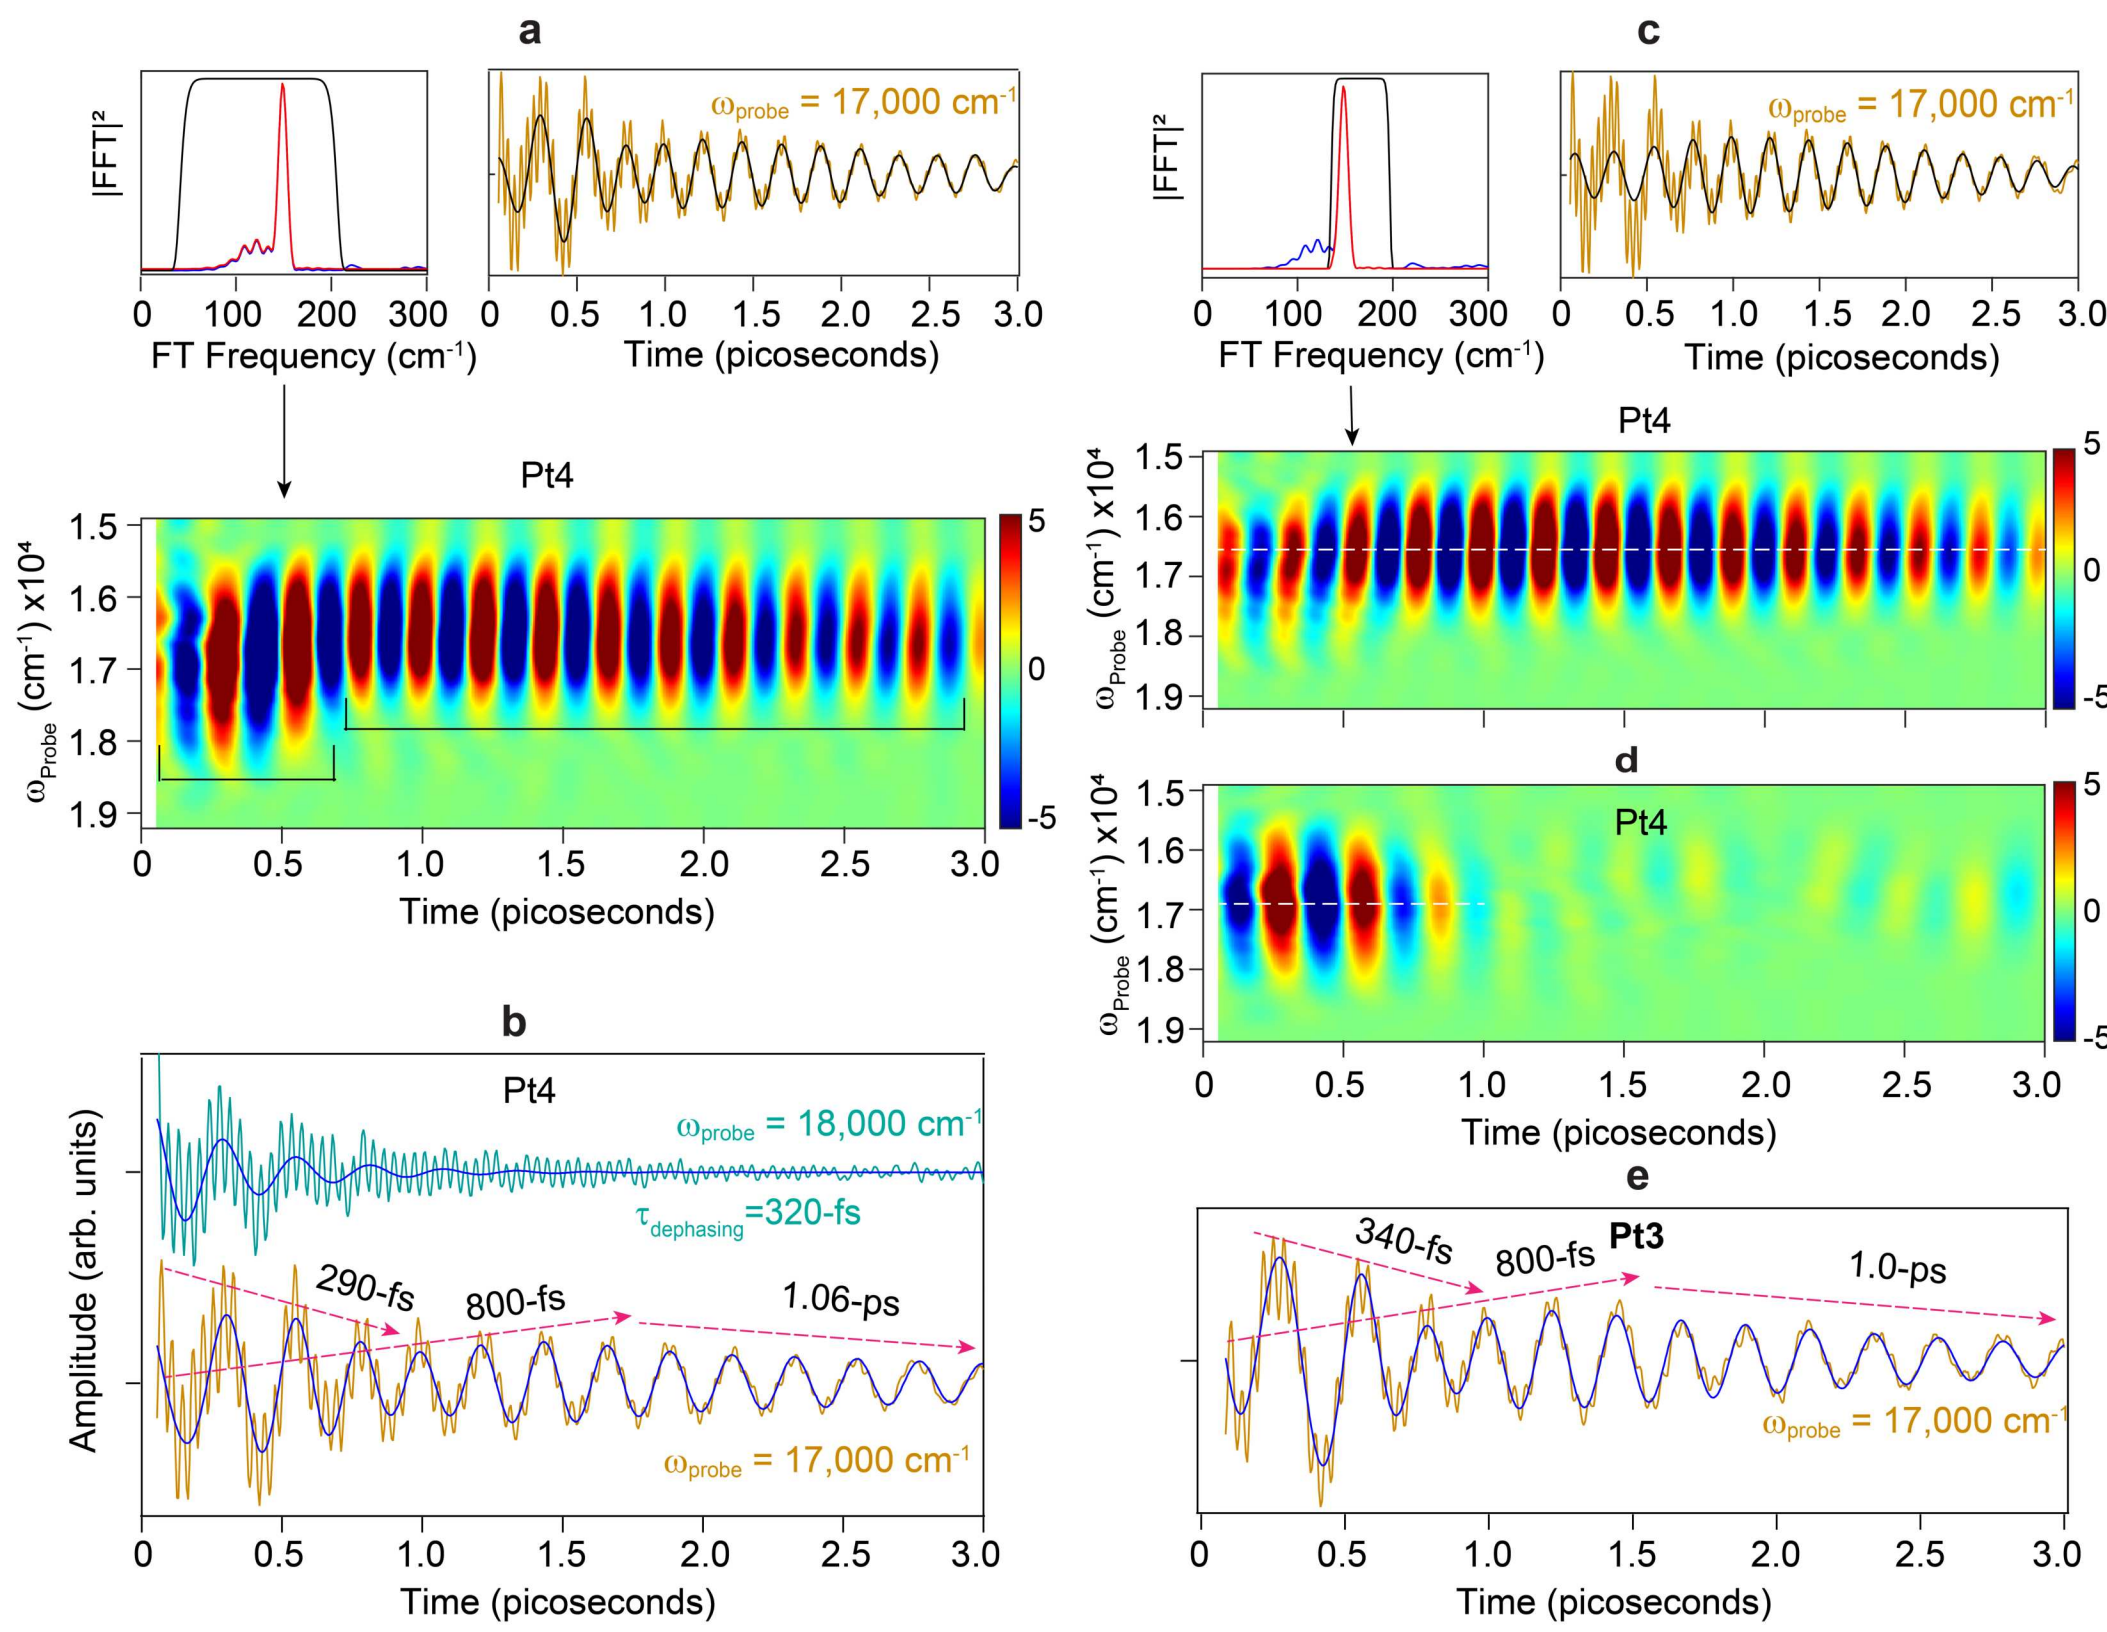 a
|FFT|²
ωprobe = 17,000 cm⁻¹
0 100 200 300
FT Frequency (cm⁻¹)
0 0.5 1.0 1.5 2.0 2.5 3.0
Time (picoseconds)
Pt4
ωProbe (cm⁻¹) x10⁴
1.5
1.6
1.7
1.8
1.9
5
0
-5
0 0.5 1.0 1.5 2.0 2.5 3.0
Time (picoseconds)
b
Pt4
Amplitude (arb. units)
ωprobe = 18,000 cm⁻¹
τdephasing=320-fs
290-fs
800-fs
1.06-ps
ωprobe = 17,000 cm⁻¹
0 0.5 1.0 1.5 2.0 2.5 3.0
Time (picoseconds)
c
|FFT|²
ωprobe = 17,000 cm⁻¹
0 100 200 300
FT Frequency (cm⁻¹)
0 0.5 1.0 1.5 2.0 2.5 3.0
Time (picoseconds)
Pt4
ωProbe (cm⁻¹) x10⁴
1.5
1.6
1.7
1.8
1.9
5
0
-5
d
Pt4
ωProbe (cm⁻¹) x10⁴
1.5
1.6
1.7
1.8
1.9
5
0
-5
0 0.5 1.0 1.5 2.0 2.5 3.0
Time (picoseconds)
e
Pt3
340-fs
800-fs
1.0-ps
ωprobe = 17,000 cm⁻¹
0 0.5 1.0 1.5 2.0 2.5 3.0
Time (picoseconds)